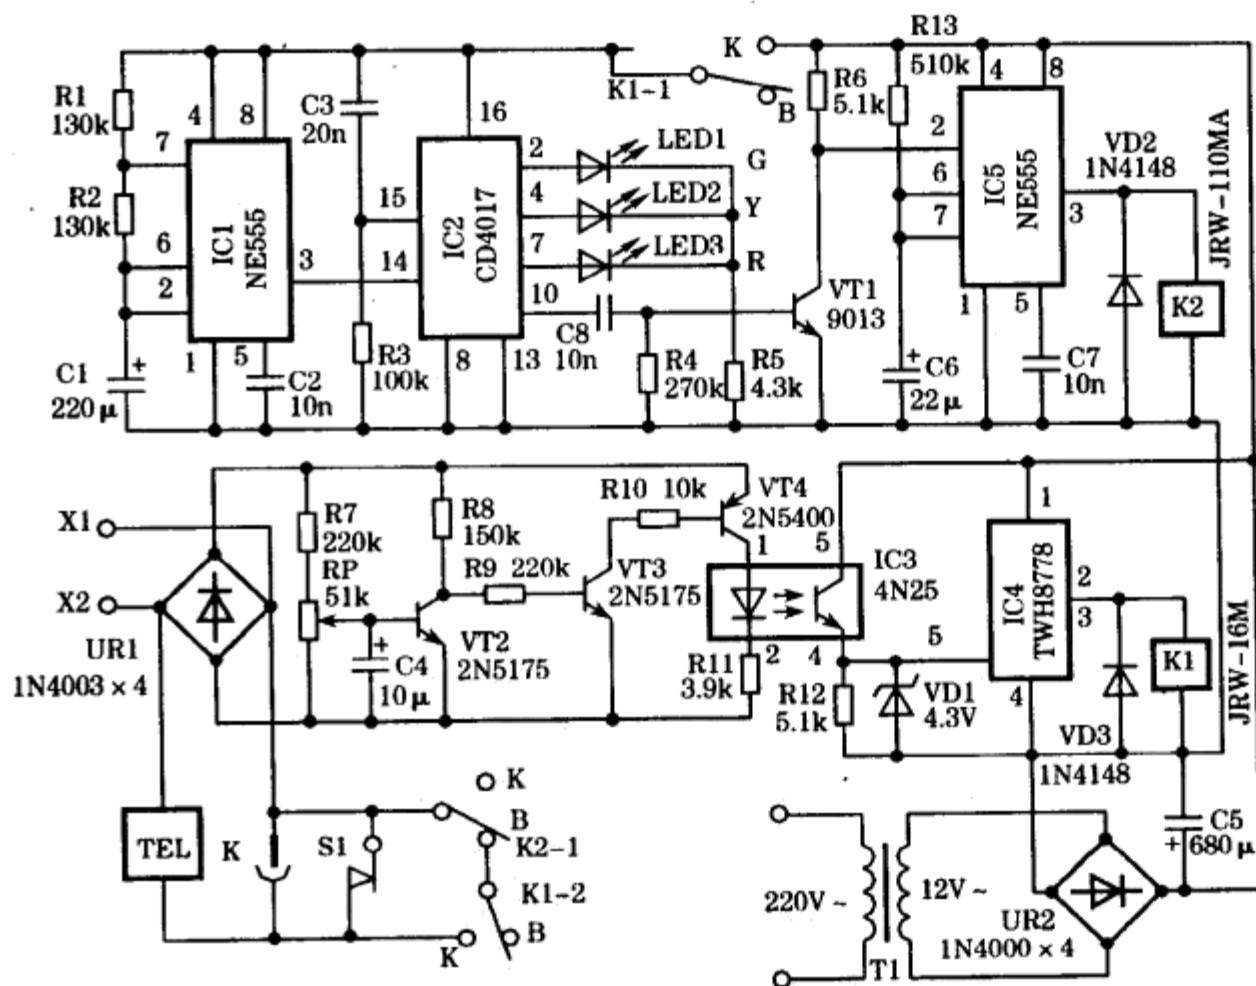 R1
130k
R2
130k
C1
+
220μ
7
6
2
4
8
IC1
NE555
3
1
5
C2
10n
C3
20n
R3
100k
15
14
16
IC2
CD4017
2
4
7
10
8
13
LED1
LED2
LED3
G
Y
R
C8
10n
R4
270k
R5
4.3k
VT1
9013
K1-1
K
B
R6
5.1k
R13
510k
4
8
2
6
7
IC5
NE555
3
1
5
+
C6
22μ
C7
10n
VD2
1N4148
K2
JRW-110MA
X1
X2
UR1
1N4003×4
R7
220k
RP
51k
+
C4
10μ
R8
150k
R9 220k
VT2
2N5175
VT3
2N5175
R10 10k
VT4
2N5400
1
5
IC3
4N25
2
4
R11
3.9k
R12
5.1k
VD1
4.3V
5
1
IC4
TWH8778
2
3
4
K1
JRW-16M
VD3
1N4148
C5
+
680μ
TEL
K
S1
K
B
K2-1
K1-2
B
K
220V~
12V~
T1
UR2
1N4000×4